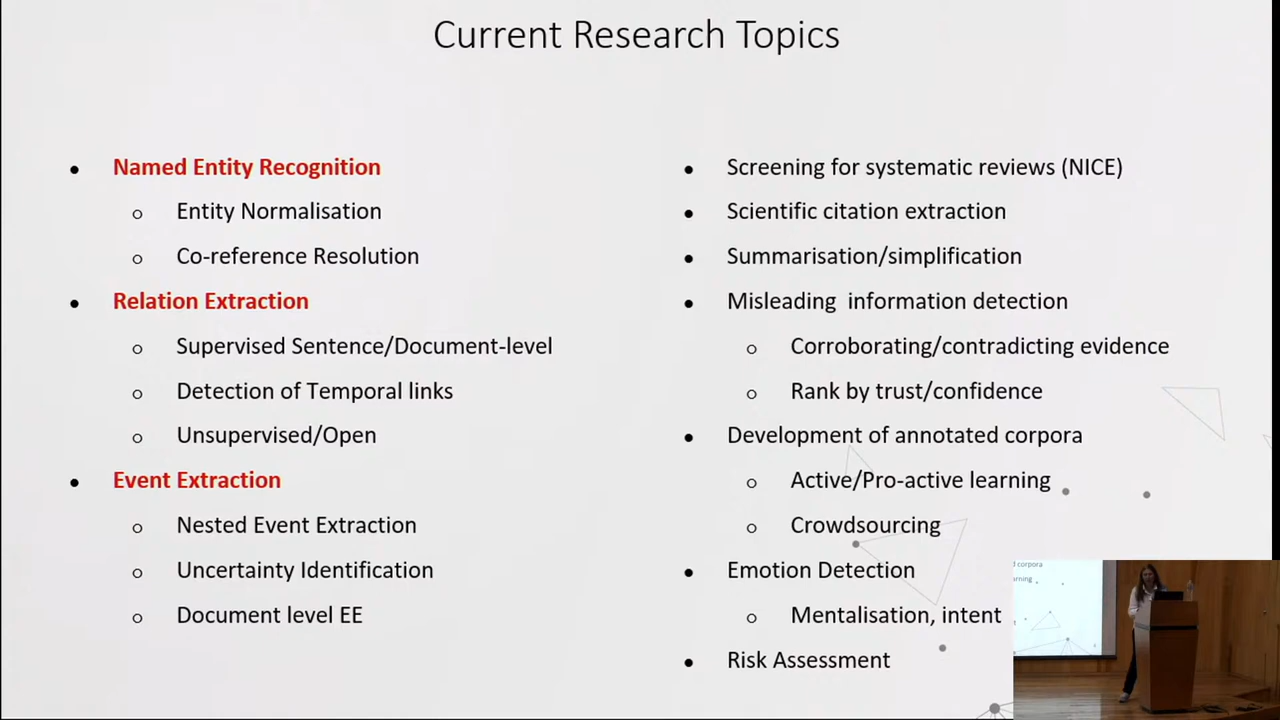 Current Research Topics
Named Entity Recognition
Entity Normalisation
Co-reference Resolution
Relation Extraction
Supervised Sentence/Document-level
Detection of Temporal links
Unsupervised/Open
Event Extraction
Nested Event Extraction
Uncertainty Identification
Document level EE
Screening for systematic reviews (NICE)
Scientific citation extraction
Summarisation/simplification
Misleading  information detection
Corroborating/contradicting evidence
Rank by trust/confidence
Development of annotated corpora
Active/Pro-active learning
Crowdsourcing
Emotion Detection
Mentalisation, intent
Risk Assessment
d corpora
arning